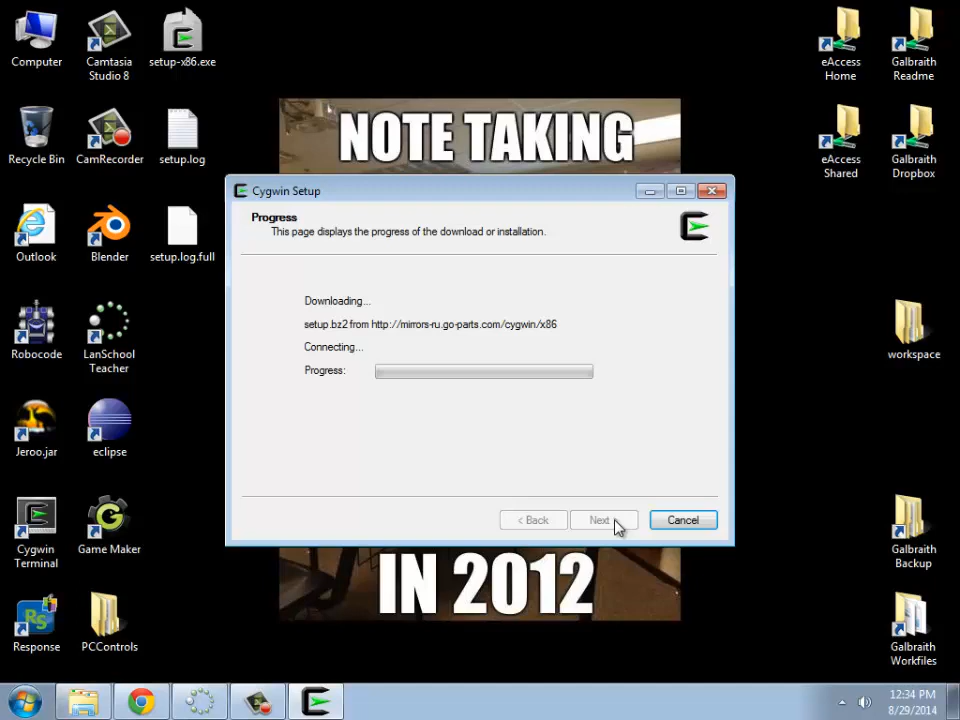 Computer
Camtasia
Studio 8
setup-x86.exe
eAccess
Home
Galbraith
Readme
NOTE TAKING
Recycle Bin
CamRecorder
setup.log
eAccess
Shared
Galbraith
Dropbox
Cygwin Setup
Progress
This page displays the progress of the download or installation.
Outlook
Blender
setup.log.full
Downloading...
setup.bz2 from http://mirrors-ru.go-parts.com/cygwin/x86
Connecting...
Progress:
Robocode
LanSchool
Teacher
workspace
Jeroo.jar
eclipse
< Back
Next
Cancel
Cygwin
Terminal
Game Maker
Galbraith
Backup
IN 2012
RS
Response
PCControls
Galbraith
Workfiles
12:34 PM
8/29/2014